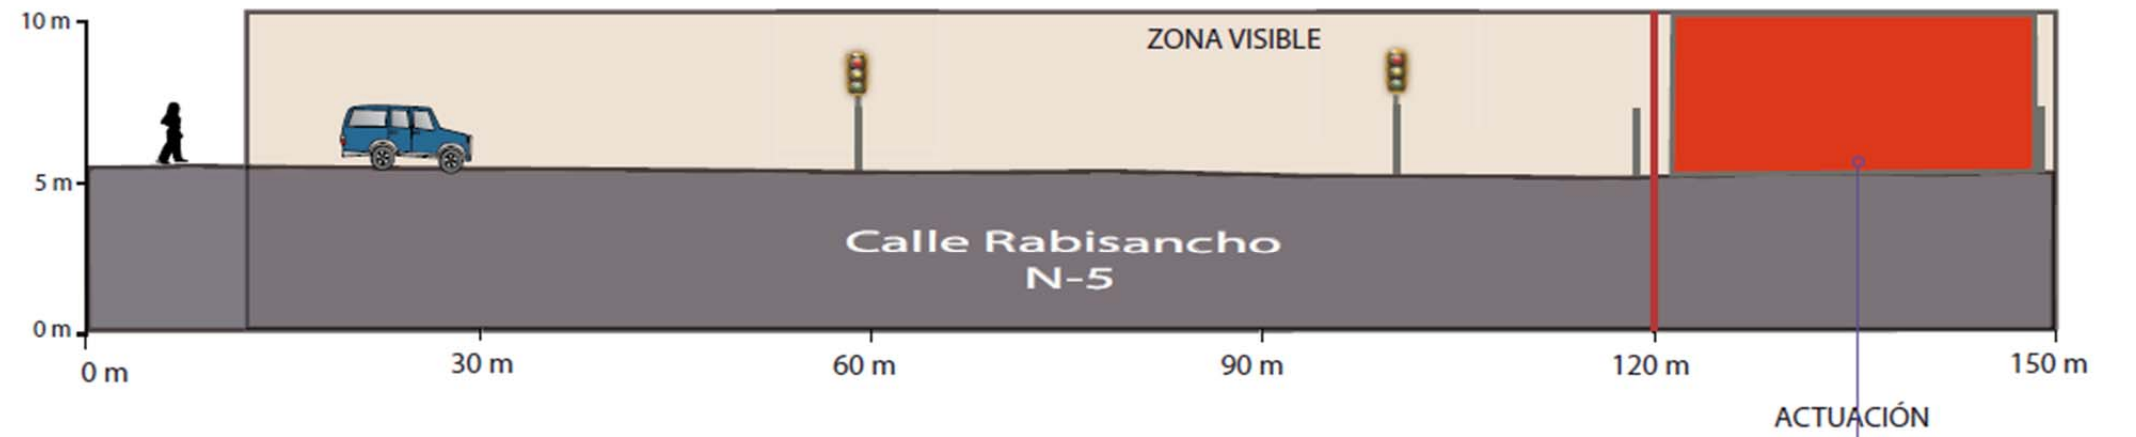 10 m
ZONA VISIBLE
5 m
Calle Rabisancho
N-5
0 m
0 m
30 m
60 m
90 m
120 m
150 m
ACTUACIÓN